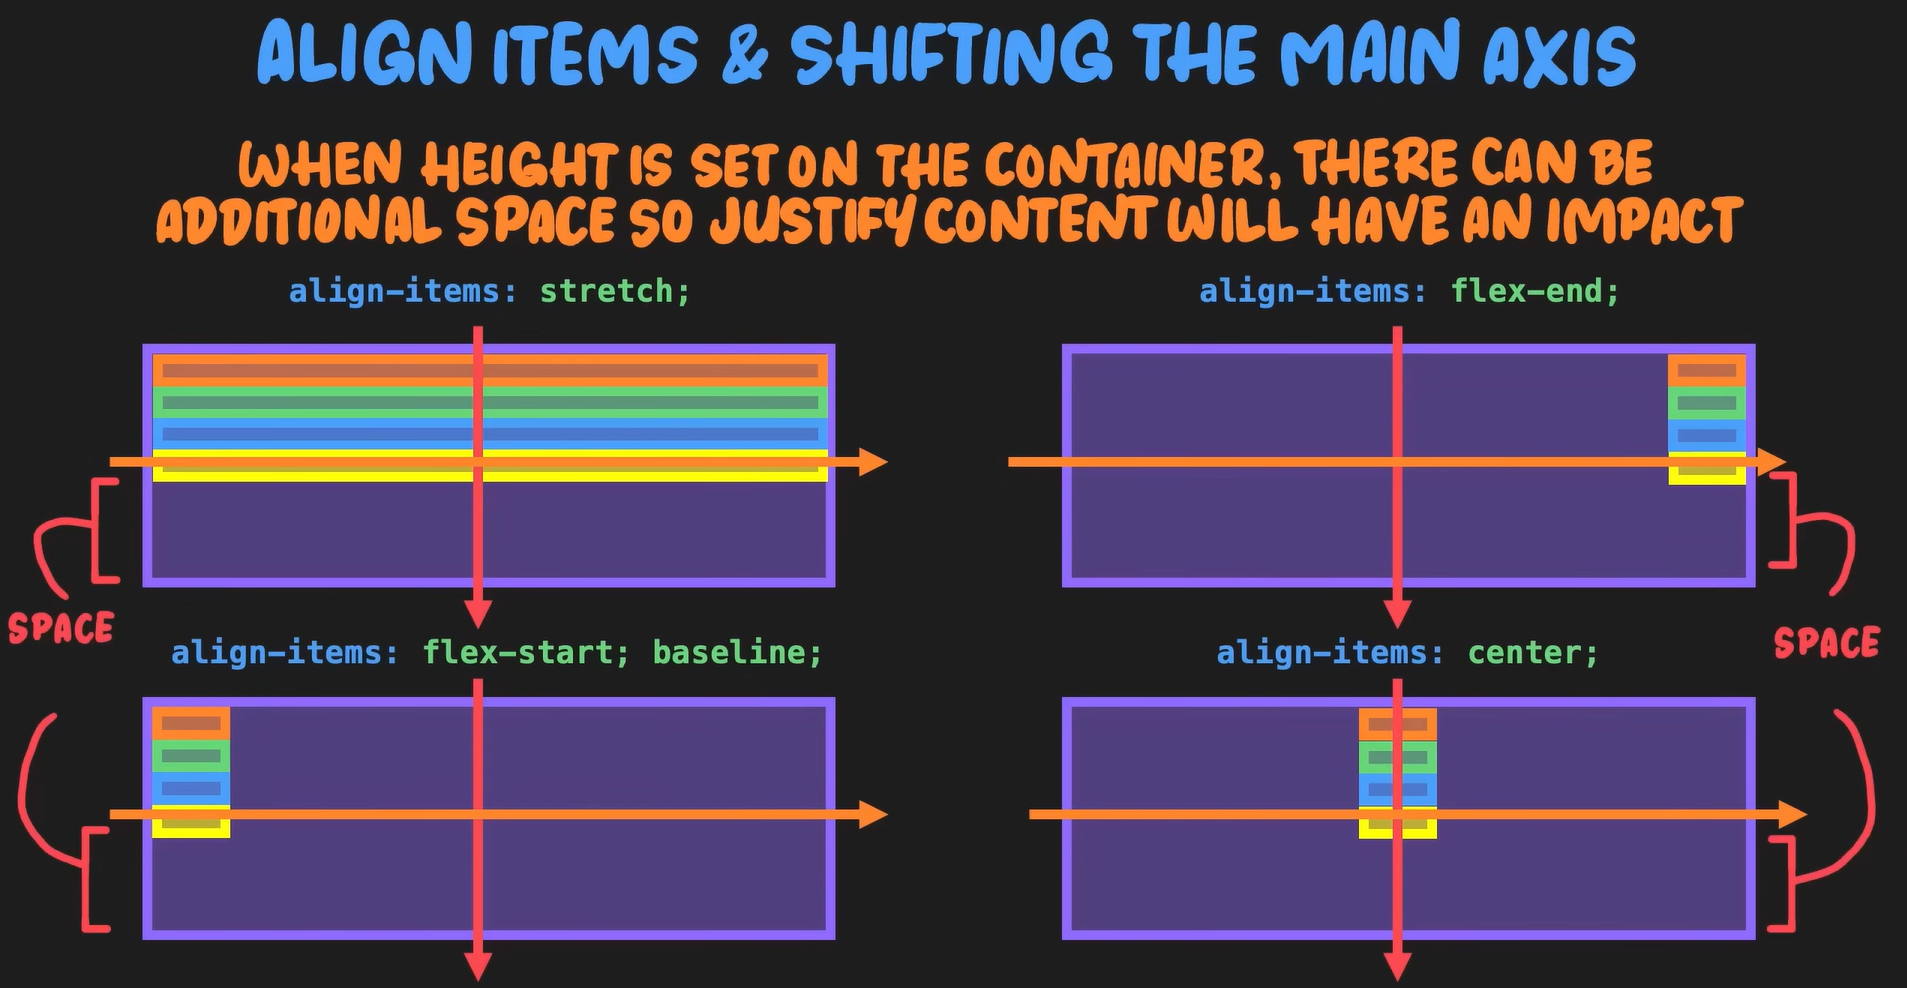 ALIGN ITEMS & SHIFTING THE MAIN AXIS
WHEN HEIGHT IS SET ON THE CONTAINER, THERE CAN BE
ADDITIONAL SPACE SO JUSTIFY CONTENT WILL HAVE AN IMPACT
align-items: stretch;
align-items: flex-end;
SPACE
SPACE
align-items: flex-start; baseline;
align-items: center;